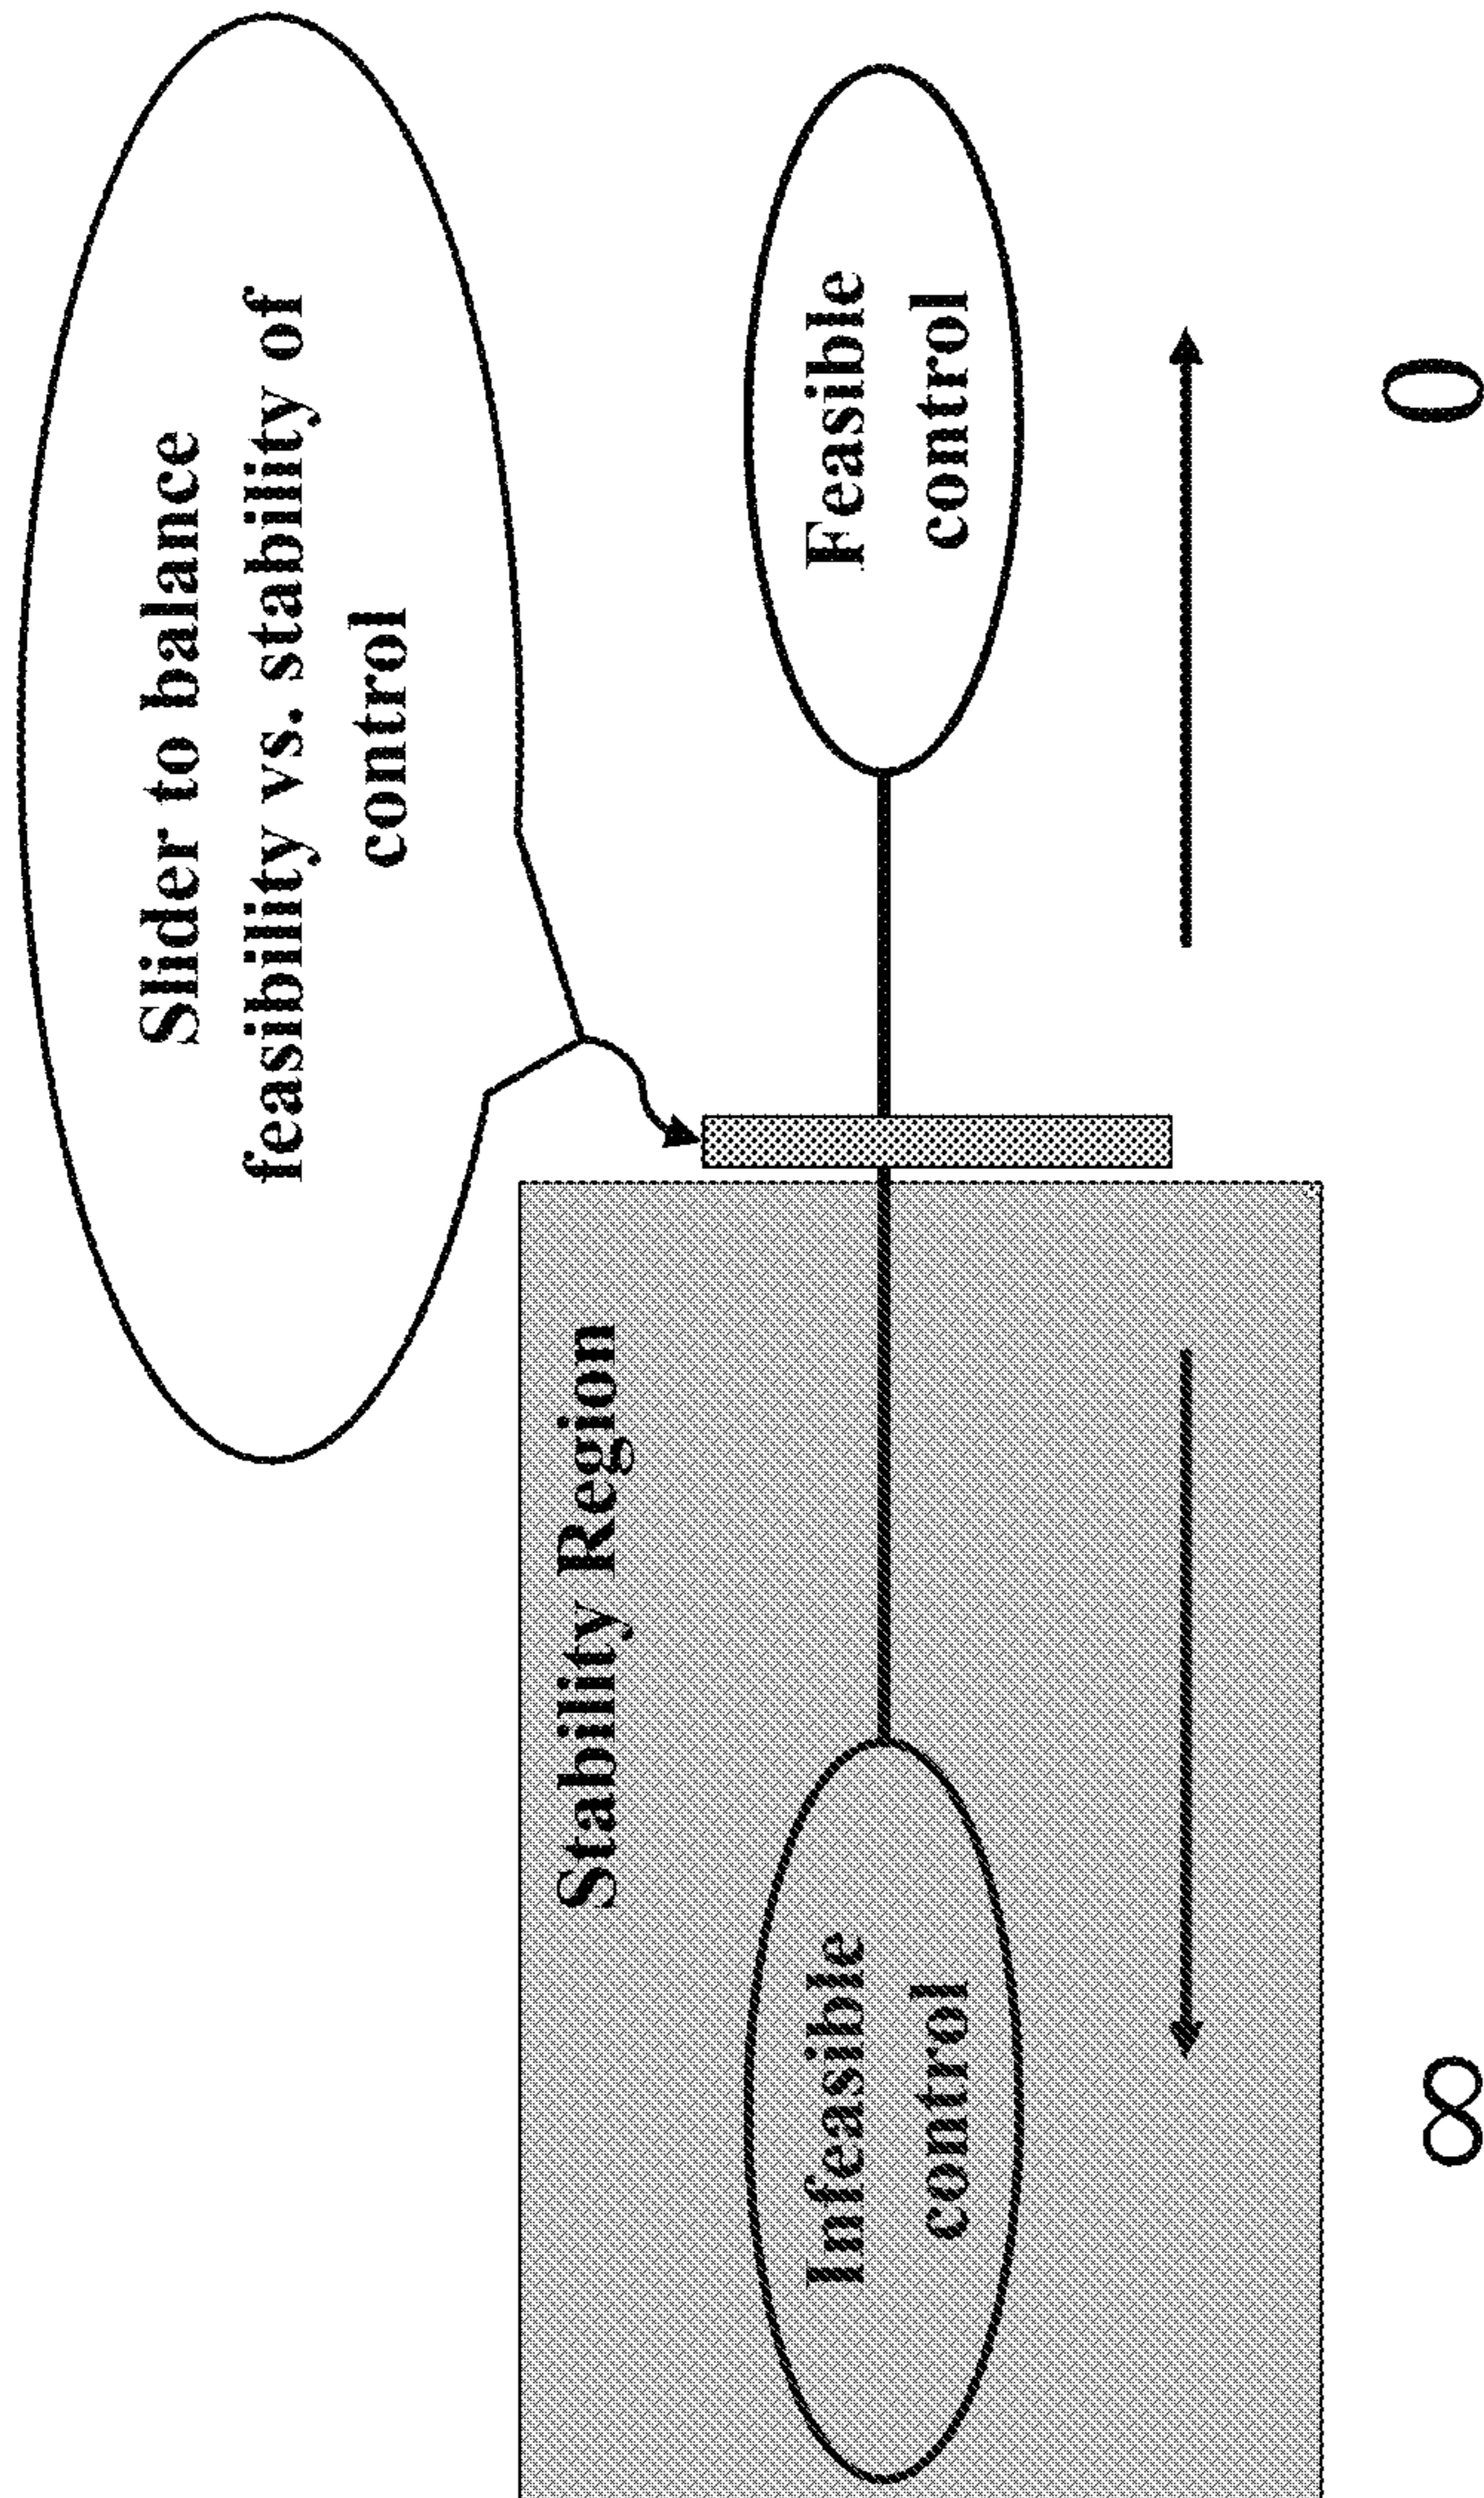 Slider to balance
feasibility vs. stability of
control
Stability Region
Infeasible
control
Feasible
control
∞
0